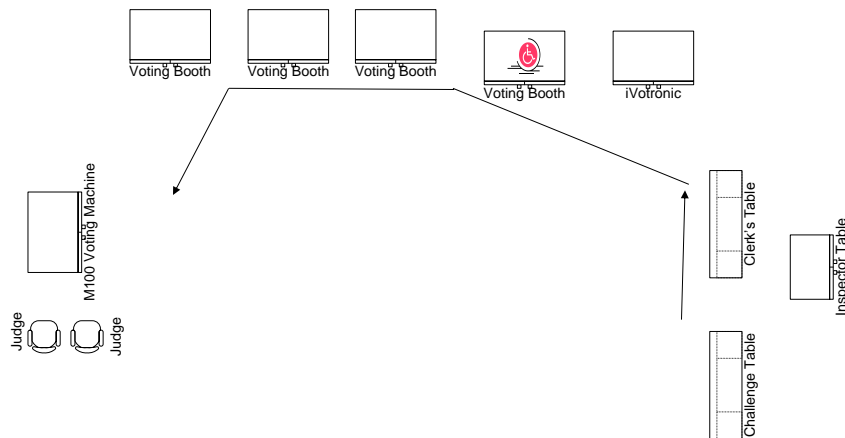 Voting Booth
Voting Booth
Voting Booth
Voting Booth
iVotronic
M100 Voting Machine
Clerk's Table
Inspector Table
Judge
Judge
Challenge Table